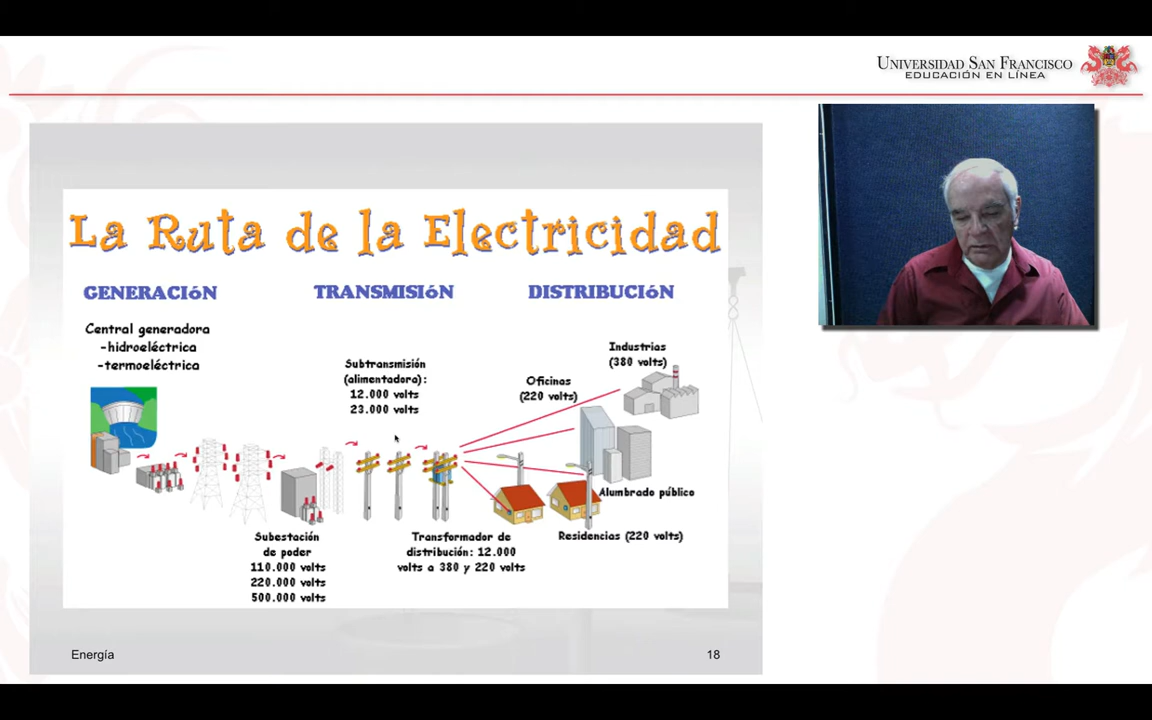 UNIVERSIDAD SAN FRANCISCO
EDUCACIÓN EN LÍNEA
La Ruta de la Electricidad
GENERACIóN
TRANSMISIóN
DISTRIBUCIóN
Central generadora
-hidroeléctrica
-termoeléctrica
Subtransmisión
(alimentadora):
12.000 volts
23.000 volts
Oficinas
(220 volts)
Industrias
(380 volts)
Alumbrado público
Residencias (220 volts)
Subestación
de poder
110.000 volts
220.000 volts
500.000 volts
Transformador de
distribución: 12.000
volts a 380 y 220 volts
Energía
18